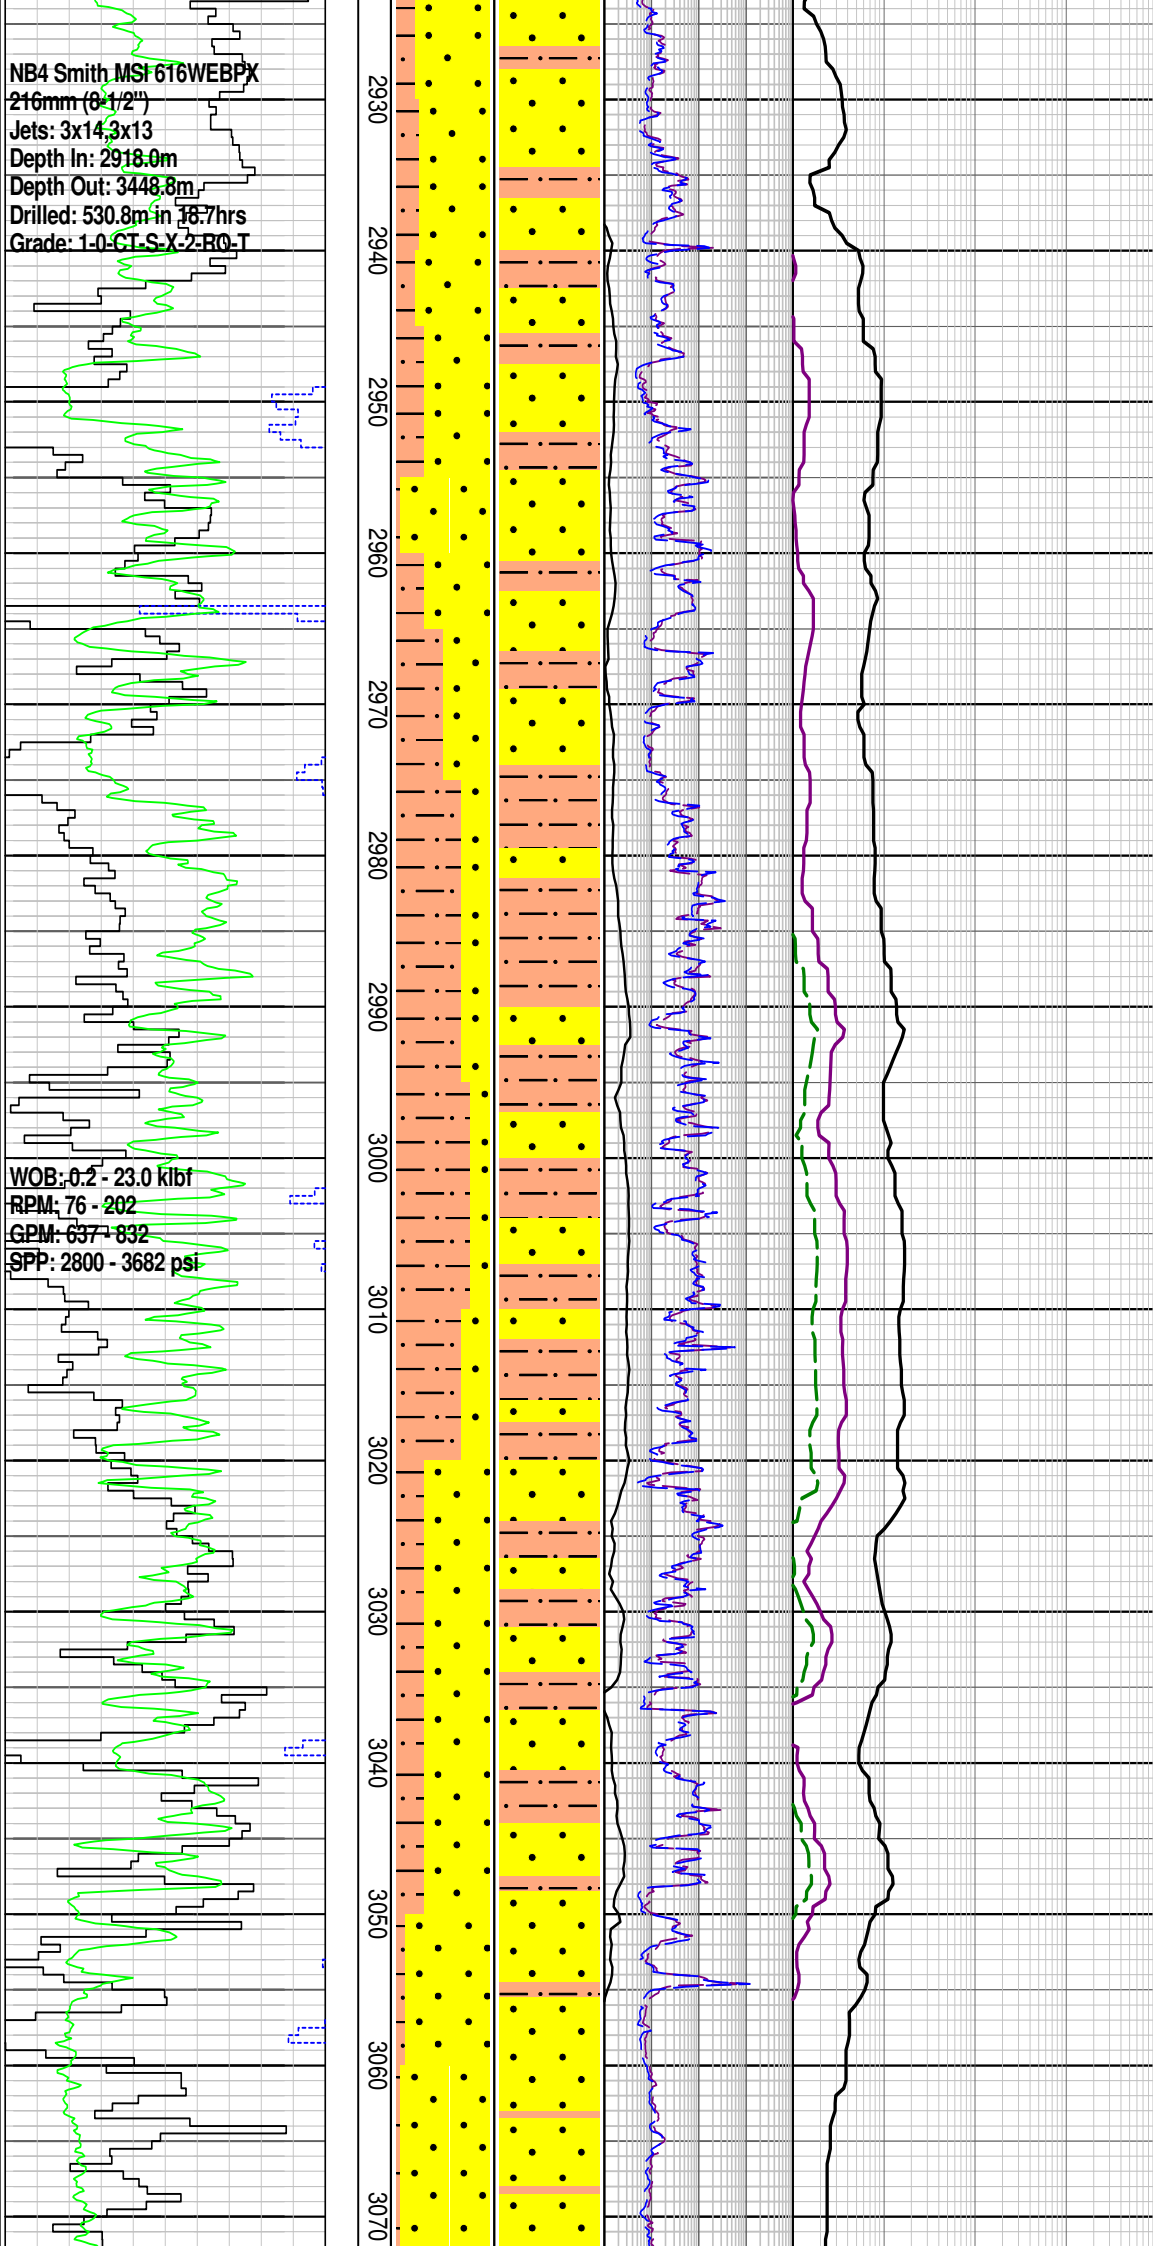 NB4 Smith MSI 616WEBPX
216mm (8-1/2")
Jets: 3x14,3x13
Depth In: 2918.0m
Depth Out: 3448.8m
Drilled: 530.8m in 18.7hrs
Grade: 1-0-CT-S-X-2-RO-T
2930
2940
2950
2960
2970
2980
2990
3000
WOB: 0.2 - 23.0 klbf
RPM: 76 - 202
GPM: 637 - 832
SPP: 2800 - 3682 psi
3010
3020
3030
3040
3050
3060
3070